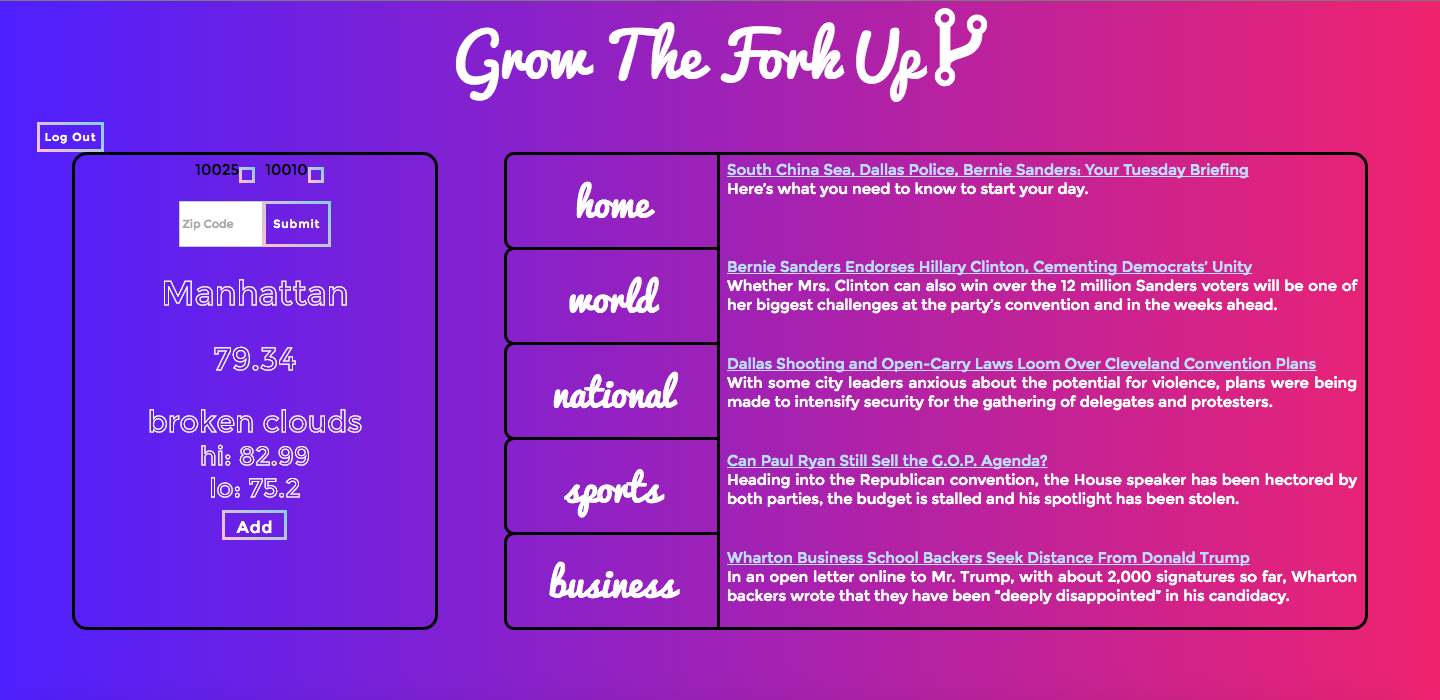 Grow The Fork Up
Log Out
10025 10010
Zip Code Submit
Manhattan
79.34
broken clouds
hi: 82.99
lo: 75.2
Add
home
world
national
sports
business
South China Sea, Dallas Police, Bernie Sanders: Your Tuesday Briefing
Here’s what you need to know to start your day.
Bernie Sanders Endorses Hillary Clinton, Cementing Democrats’ Unity
Whether Mrs. Clinton can also win over the 12 million Sanders voters will be one of
her biggest challenges at the party’s convention and in the weeks ahead.
Dallas Shooting and Open-Carry Laws Loom Over Cleveland Convention Plans
With some city leaders anxious about the potential for violence, plans were being
made to intensify security for the gathering of delegates and protesters.
Can Paul Ryan Still Sell the G.O.P. Agenda?
Heading into the Republican convention, the House speaker has been hectored by
both parties, the budget is stalled and his spotlight has been stolen.
Wharton Business School Backers Seek Distance From Donald Trump
In an open letter online to Mr. Trump, with about 2,000 signatures so far, Wharton
backers wrote that they have been “deeply disappointed” in his candidacy.